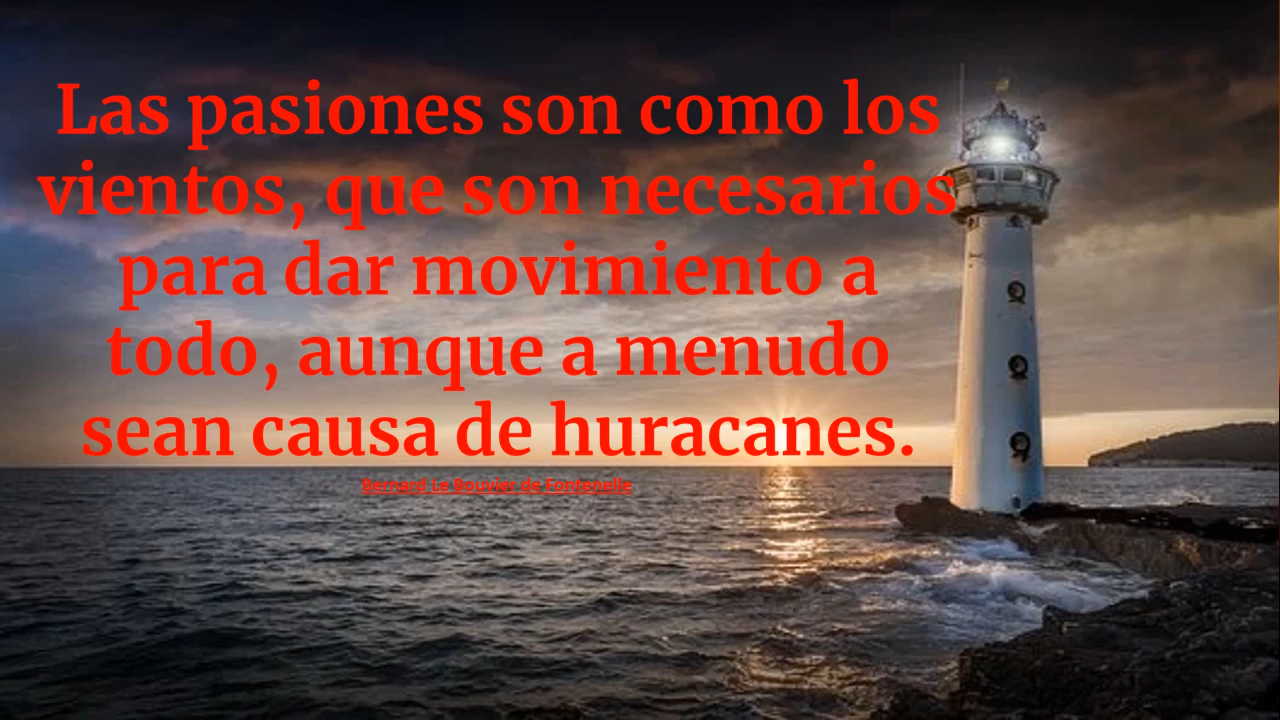 Las pasiones son como los
vientos, que son necesarios
para dar movimiento a
todo, aunque a menudo
sean causa de huracanes.
Bernard Le Bouvier de Fontenelle